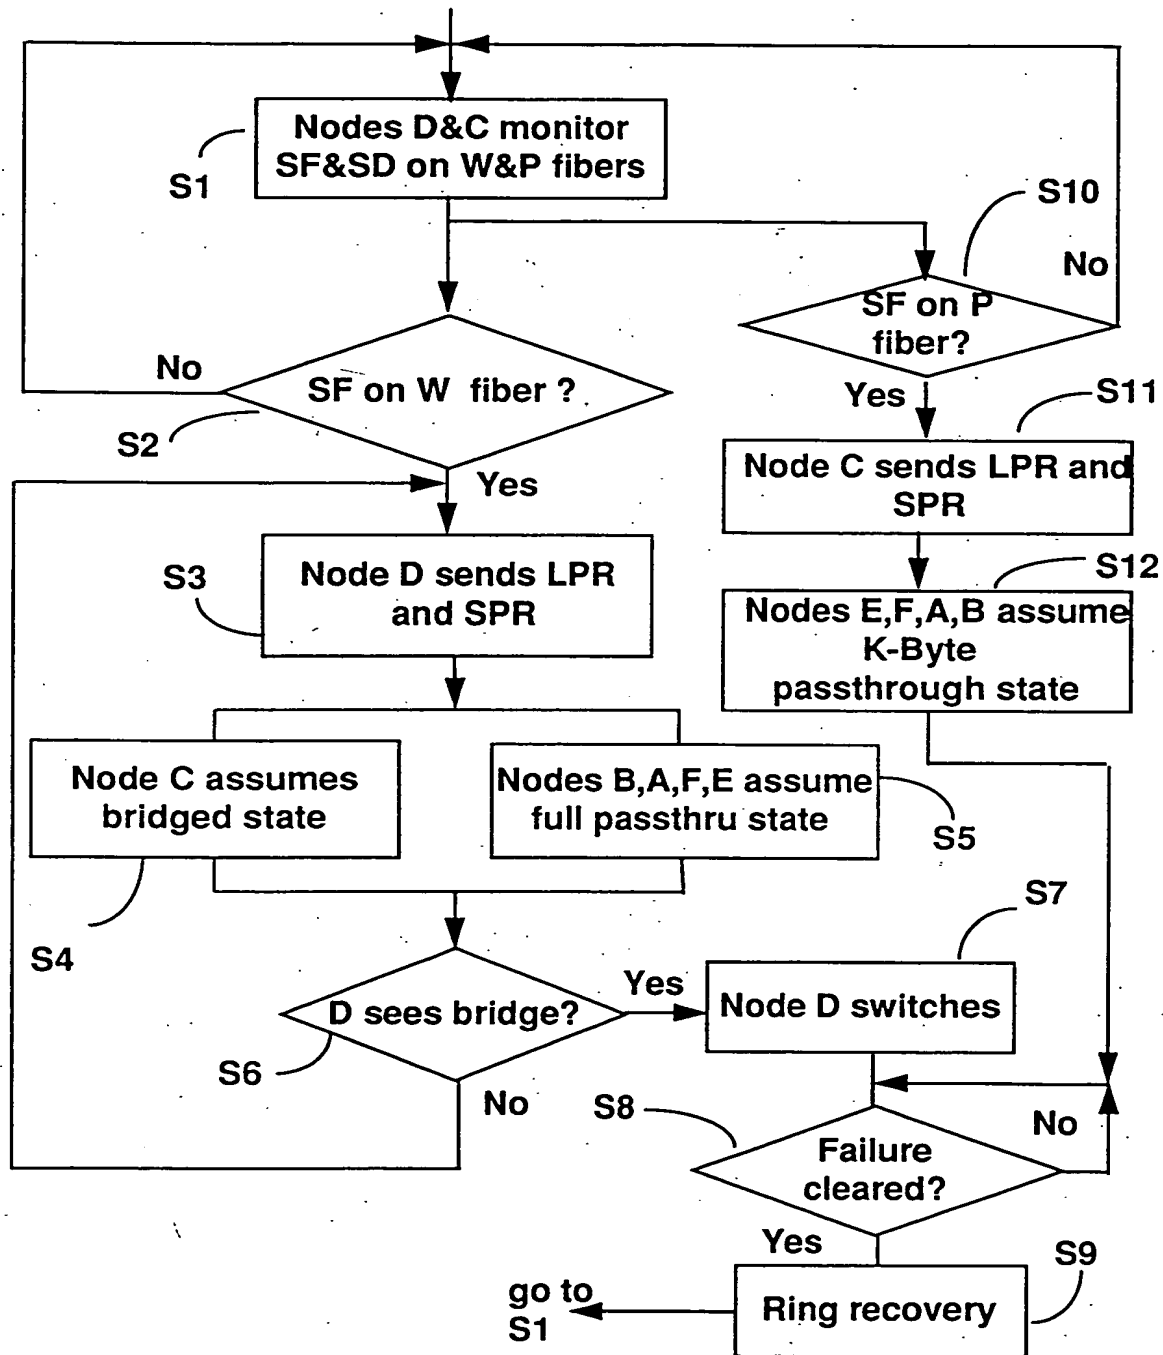 Nodes D&C monitor
SF&SD on W&P fibers
S1
S10
No
SF on P
fiber?
No
SF on W fiber ?
Yes
S11
S2
Node C sends LPR and
SPR
Yes
S3
Node D sends LPR
and SPR
S12
Nodes E,F,A,B assume
K-Byte
passthrough state
Node C assumes
bridged state
Nodes B,A,F,E assume
full passthru state
S5
S4
S7
D sees bridge?
Yes
Node D switches
S6
No
S8
No
Failure
cleared?
Yes
S9
go to
S1
Ring recovery